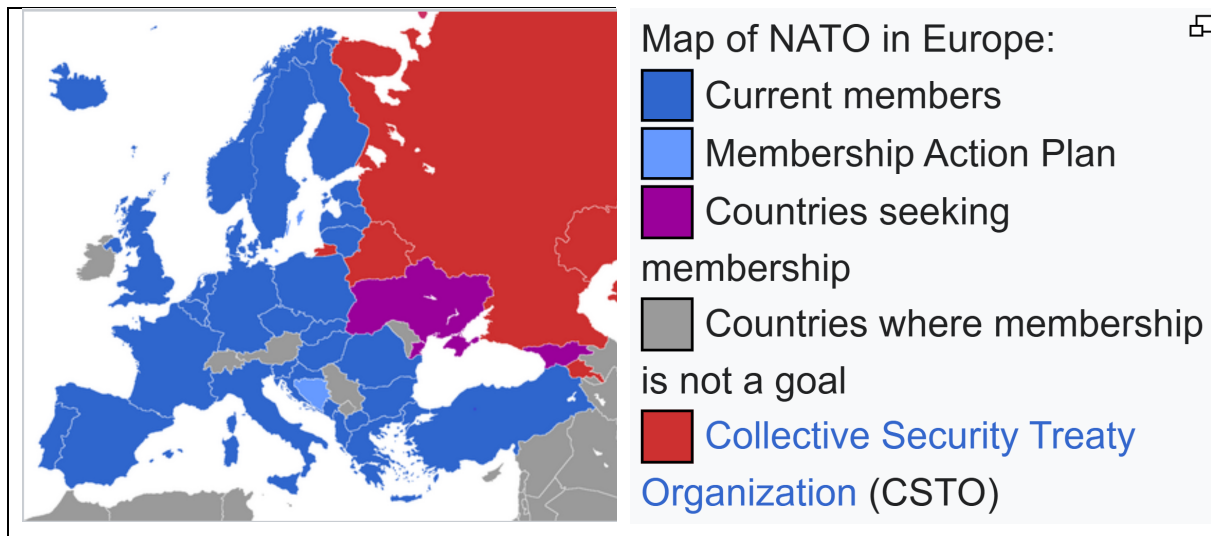 Map of NATO in Europe:
Current members
Membership Action Plan
Countries seeking
membership
Countries where membership
is not a goal
Collective Security Treaty
Organization (CSTO)